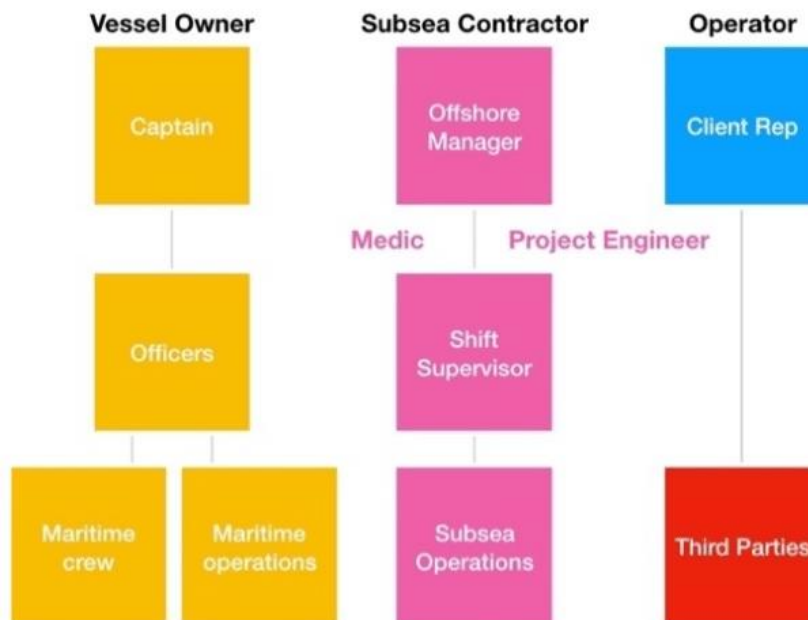 Vessel Owner
Subsea Contractor
Operator
Captain
Offshore
Manager
Client Rep
Medic
Project Engineer
Officers
Shift
Supervisor
Maritime
crew
Maritime
operations
Subsea
Operations
Third Parties